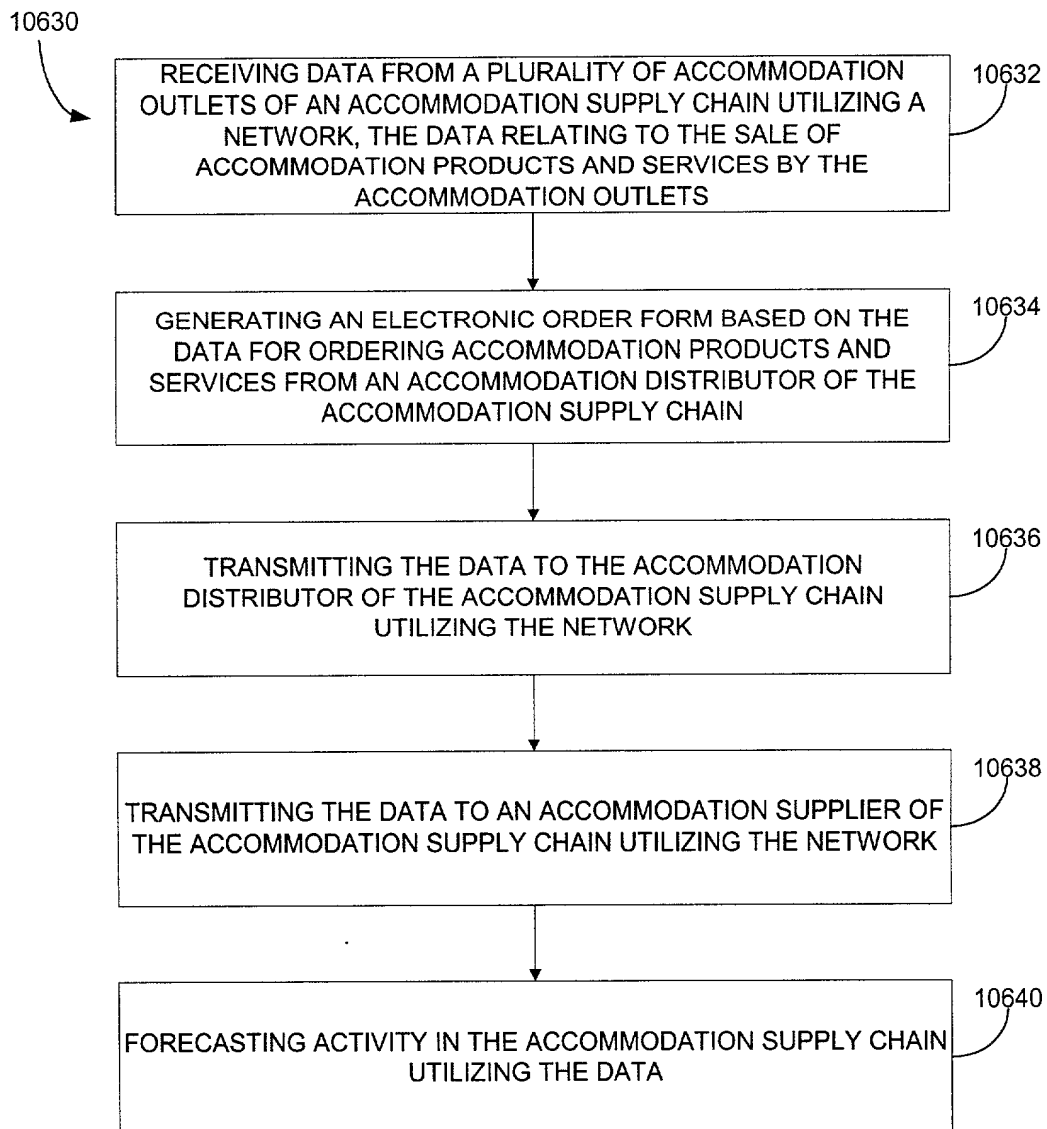 10630
RECEIVING DATA FROM A PLURALITY OF ACCOMMODATION
OUTLETS OF AN ACCOMMODATION SUPPLY CHAIN UTILIZING A
NETWORK, THE DATA RELATING TO THE SALE OF
ACCOMMODATION PRODUCTS AND SERVICES BY THE
ACCOMMODATION OUTLETS
10632
GENERATING AN ELECTRONIC ORDER FORM BASED ON THE
DATA FOR ORDERING ACCOMMODATION PRODUCTS AND
SERVICES FROM AN ACCOMMODATION DISTRIBUTOR OF THE
ACCOMMODATION SUPPLY CHAIN
10634
TRANSMITTING THE DATA TO THE ACCOMMODATION
DISTRIBUTOR OF THE ACCOMMODATION SUPPLY CHAIN
UTILIZING THE NETWORK
10636
TRANSMITTING THE DATA TO AN ACCOMMODATION SUPPLIER OF
THE ACCOMMODATION SUPPLY CHAIN UTILIZING THE NETWORK
10638
FORECASTING ACTIVITY IN THE ACCOMMODATION SUPPLY CHAIN
UTILIZING THE DATA
10640